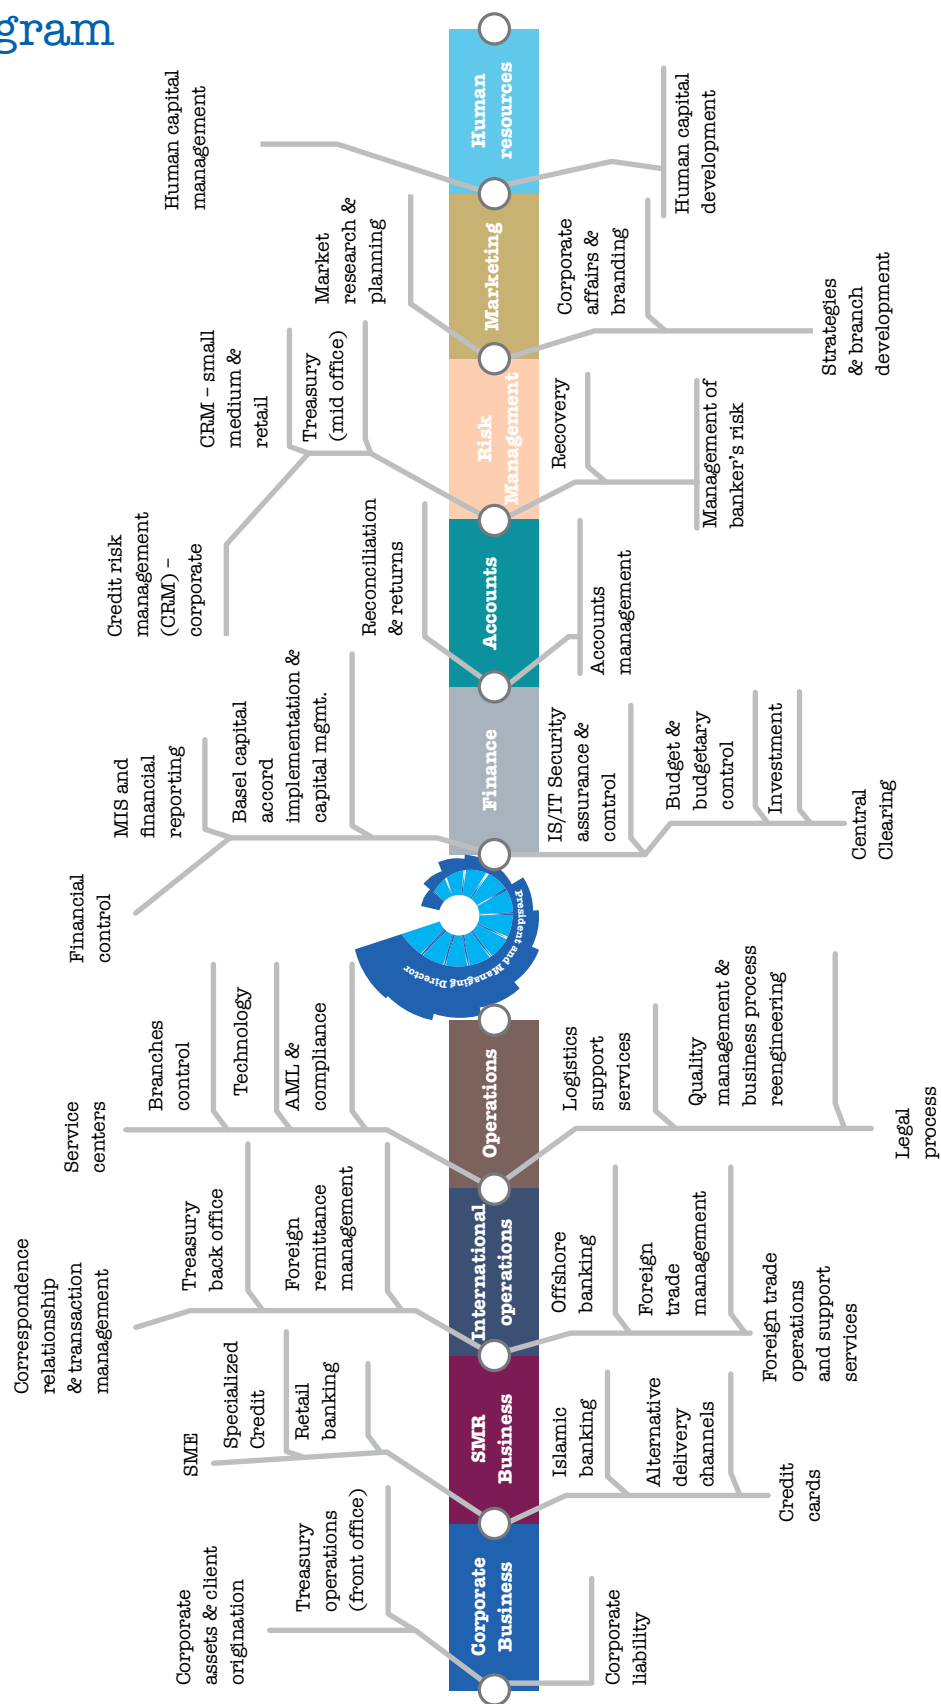 gram
Human capital
management
Human
resources
Human capital
development
Market
research &
planning
Marketing
Corporate
affairs &
branding
Strategies
& branch
development
CRM – small
medium &
retail
Treasury
(mid office)
Credit risk
management
(CRM) –
corporate
Risk
Management
Recovery
Management of
banker's risk
Reconciliation
& returns
Accounts
Accounts
management
MIS and
financial
reporting
Basel capital
accord
implementation &
capital mgmt.
Financial
control
Finance
IS/IT Security
assurance &
control
Budget &
budgetary
control
Investment
Central
Clearing
President and Managing Director
Service
centers
Branches
control
Technology
AML &
compliance
Operations
Logistics
support
services
Quality
management &
business process
reengineering
Legal
process
Correspondence
relationship
& transaction
management
Treasury
back office
Foreign
remittance
management
International
operations
Offshore
banking
Foreign
trade
management
Foreign trade
operations
and support
services
SME
Specialized
Credit
Retail
banking
SMR
Business
Islamic
banking
Alternative
delivery
channels
Credit
cards
Corporate
assets & client
origination
Treasury
operations
(front office)
Corporate
Business
Corporate
liability